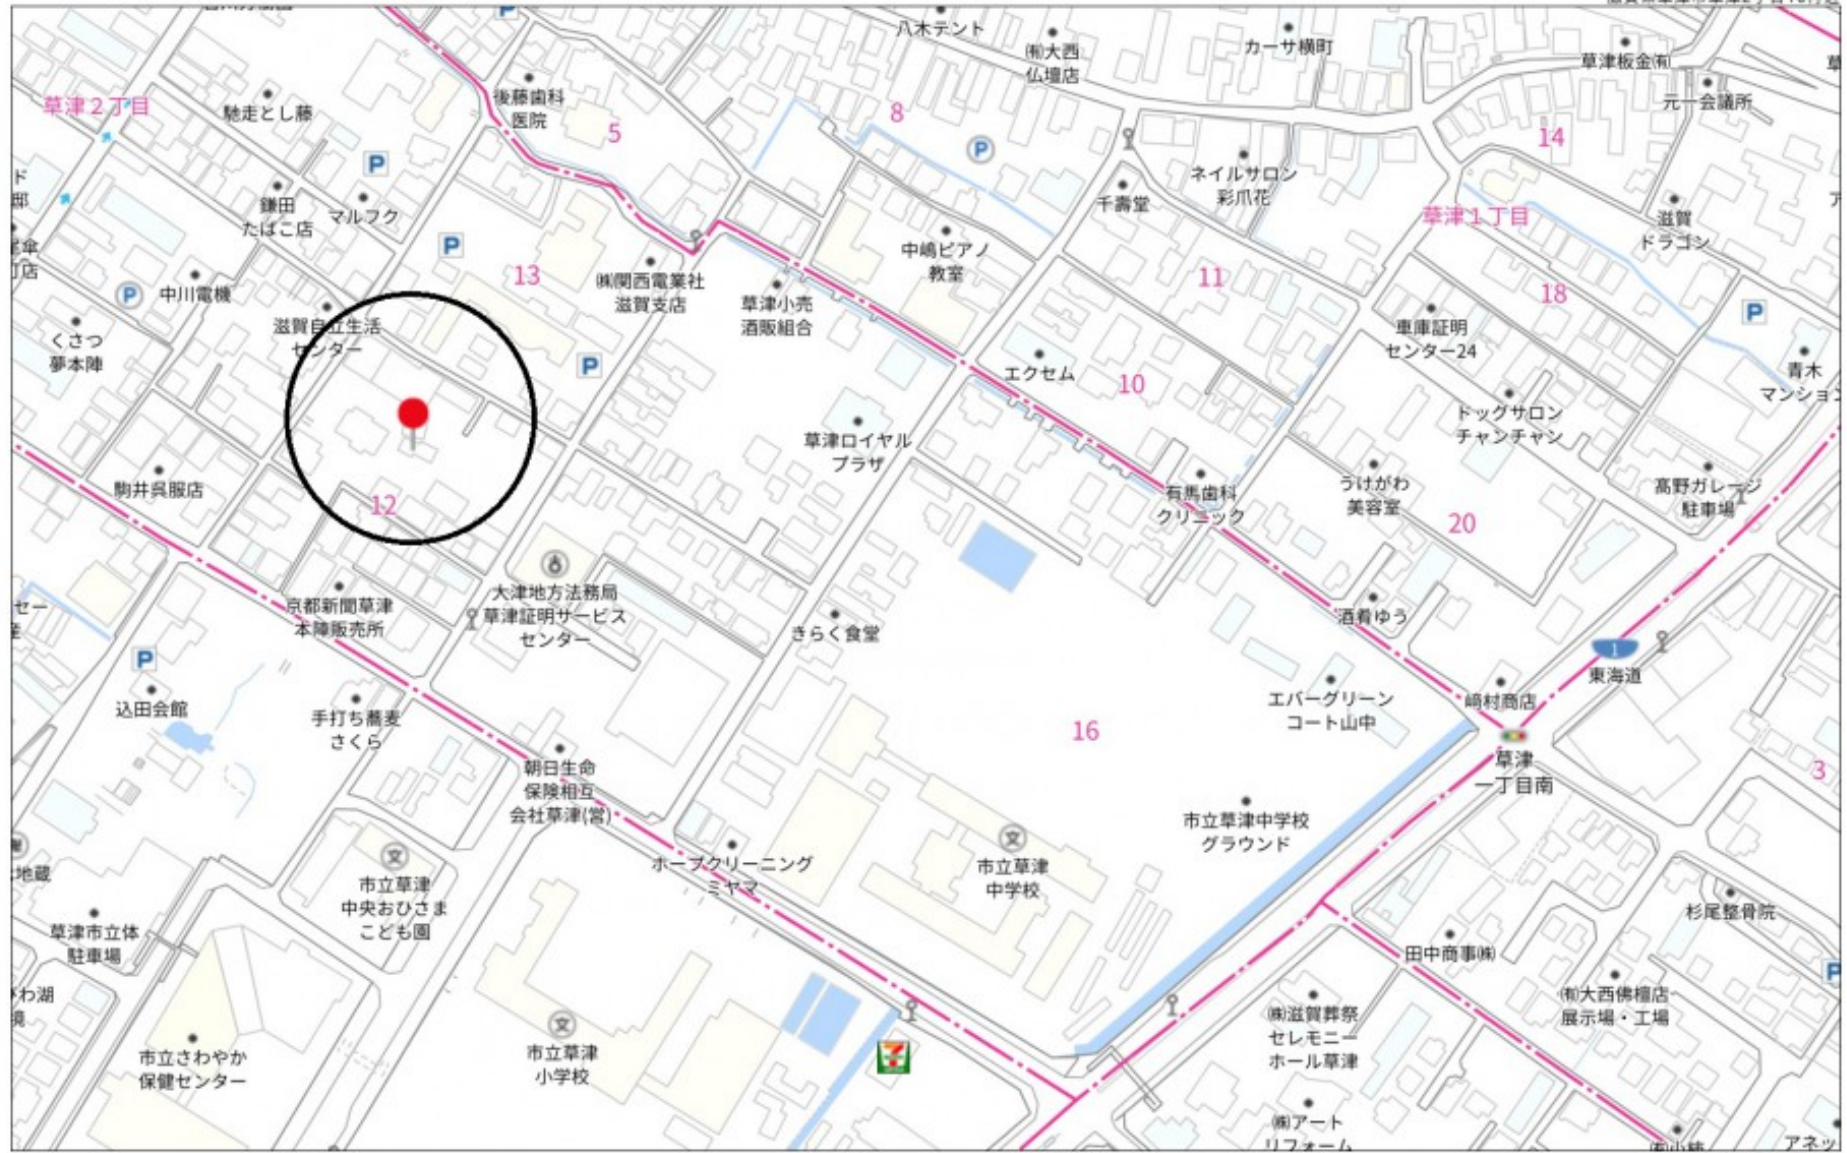 八木テント
㈲大西
仏壇店
カーサ横町
草津板金㈲
元一会議所
草津2丁目
馳走とし藤
後藤歯科
医院
5
8
14
P
P
P
鎌田
たばこ店
マルフク
千壽堂
ネイルサロン
彩爪花
草津1丁目
滋賀
ドラゴン
P
13
㈱関西電業社
滋賀支店
草津小売
酒販組合
中嶋ピアノ
教室
11
18
P
中川電機
滋賀自立生活
センター
くさつ
夢本陣
P
エクセム
10
車庫証明
センター24
P
青木
マンション
ドッグサロン
チャンチャン
草津ロイヤル
プラザ
駒井呉服店
12
有馬歯科
クリニック
うけがわ
美容室
20
髙野ガレージ
駐車場
大津地方法務局
草津証明サービス
センター
京都新聞草津
本陣販売所
きらく食堂
酒肴ゆう
1
東海道
P
込田会館
手打ち蕎麦
さくら
16
エバーグリーン
コート山中
﨑村商店
草津
一丁目南
3
朝日生命
保険相互
会社草津(営)
市立草津中学校
グラウンド
ホープクリーニング
ミヤマ
文
市立草津
中学校
文
市立草津
中央おひさま
こども園
地蔵
草津市立体
駐車場
杉尾整骨院
田中商事㈱
P
㈲大西佛檀店
展示場・工場
㈱滋賀葬祭
セレモニー
ホール草津
文
市立草津
小学校
7
市立さわやか
保健センター
㈱アート
リフォーム
アネッ